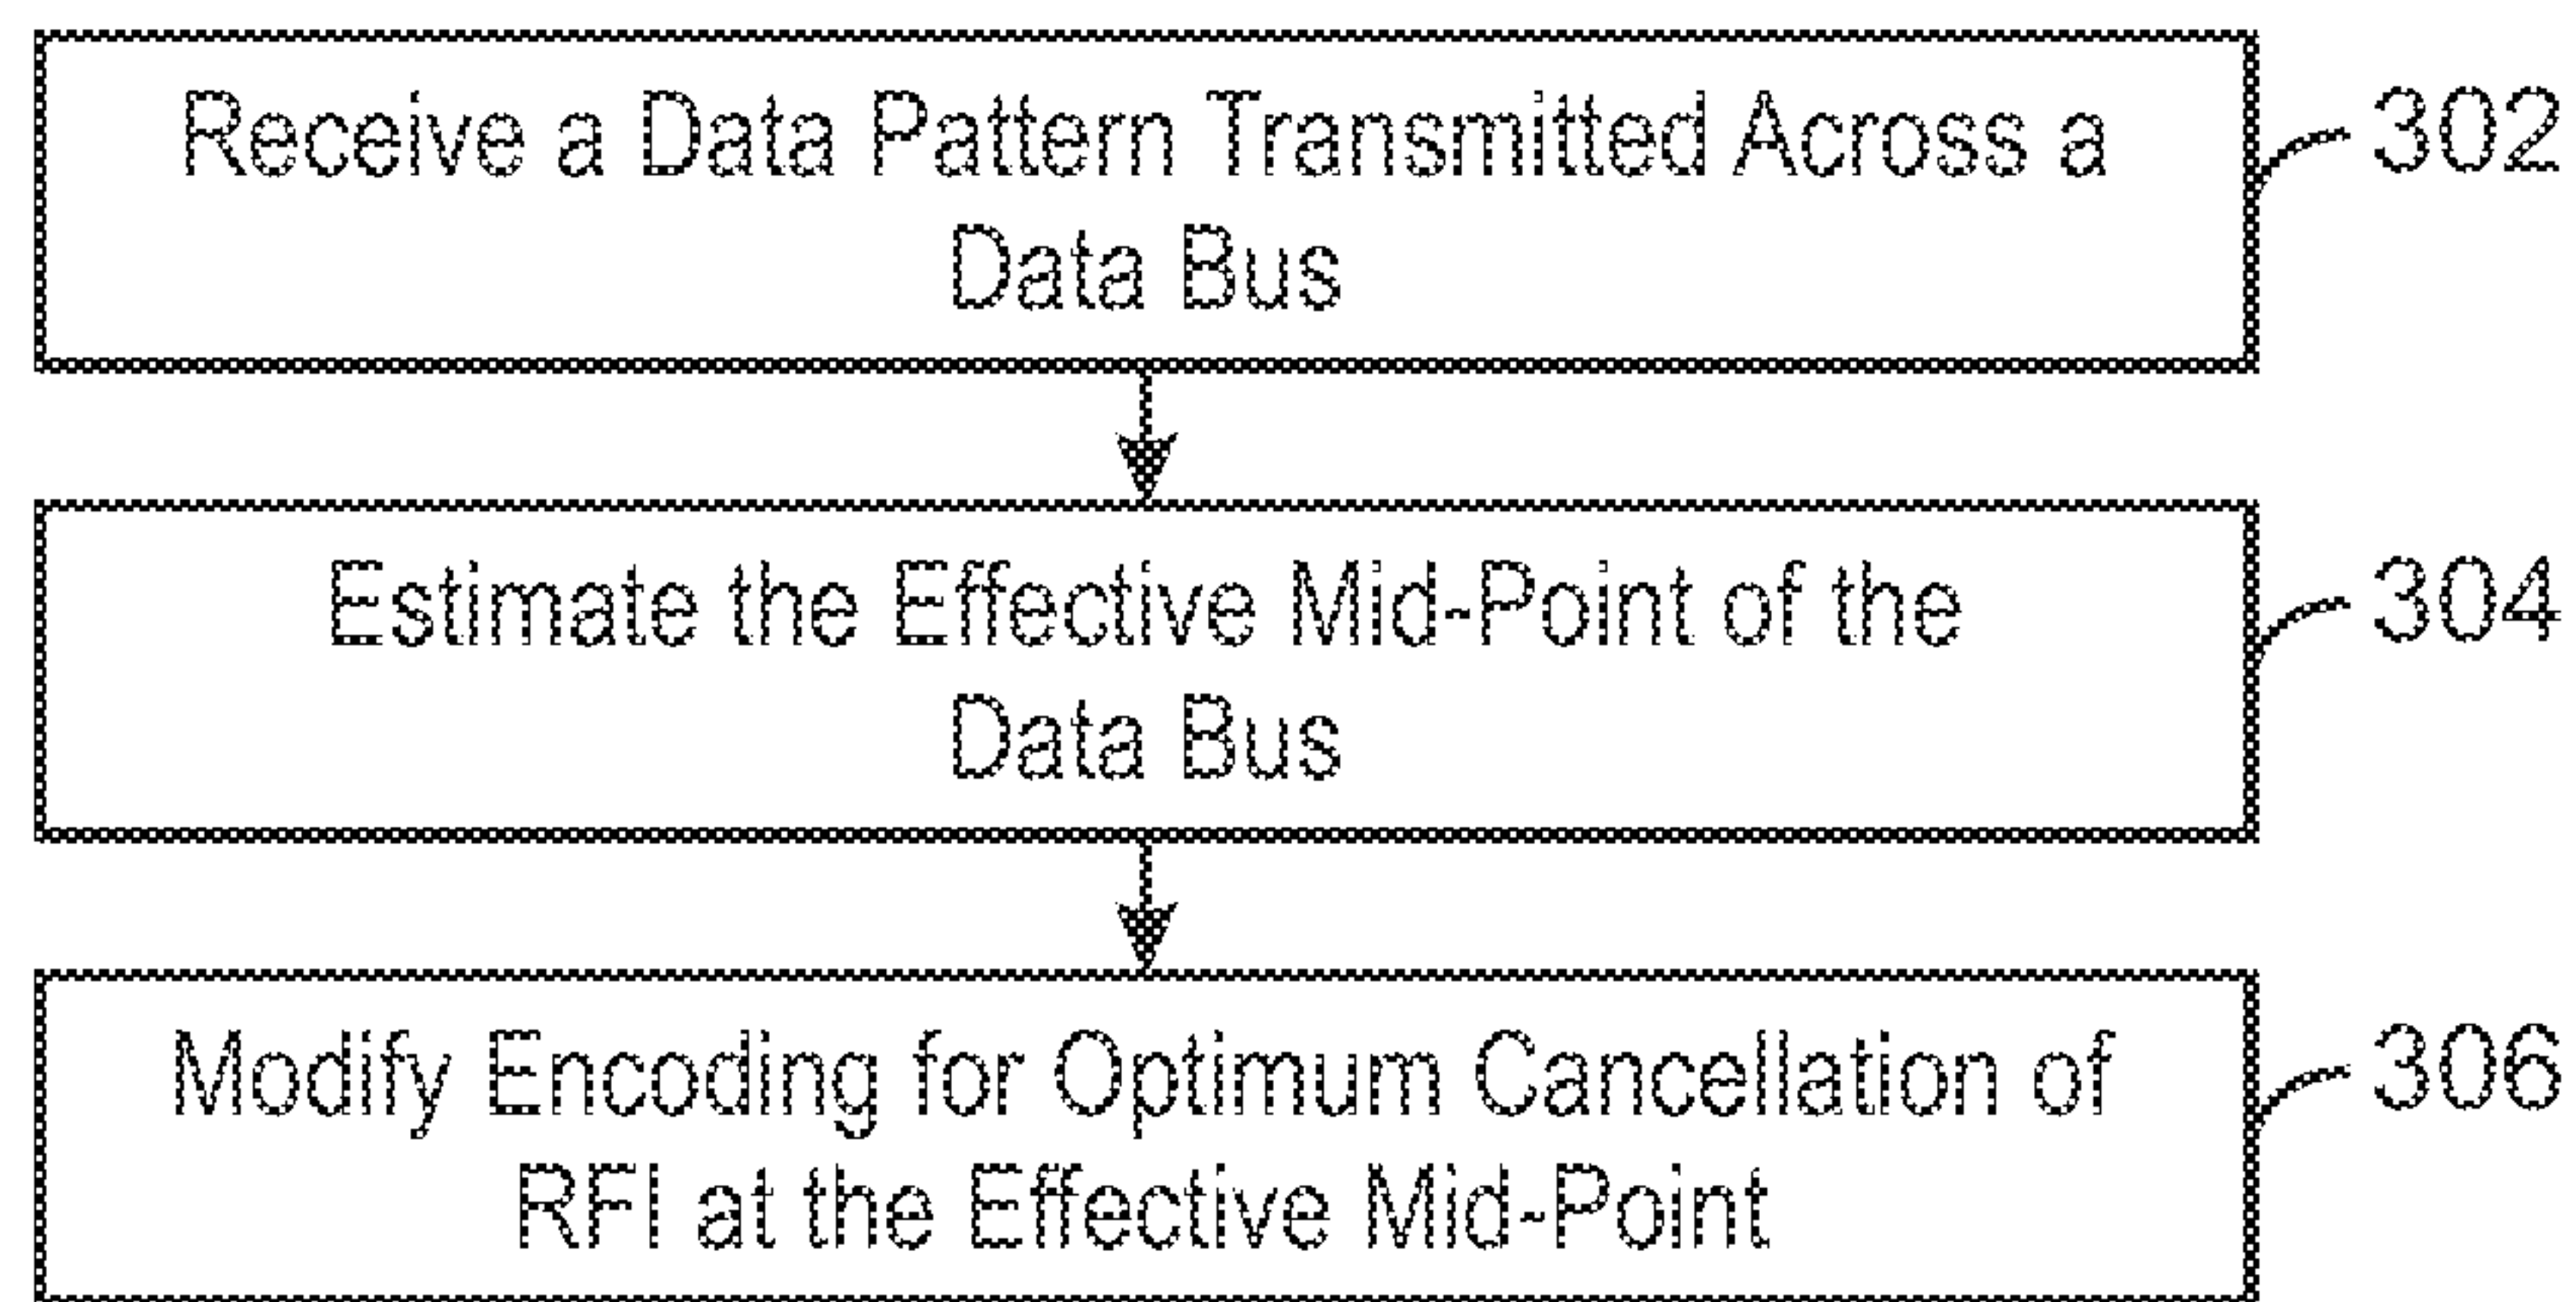 Receive a Data Pattern Transmitted Across a
Data Bus
302
Estimate the Effective Mid-Point of the
Data Bus
304
Modify Encoding for Optimum Cancellation of
RFI at the Effective Mid-Point
306